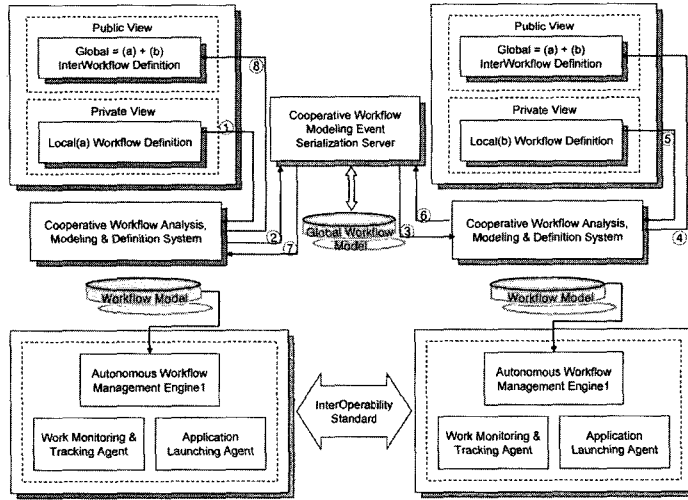 Public View
Global = (a) + (b)
InterWorkflow Definition
⑧
Private View
①
Local(a) Workflow Definition
Cooperative Workflow
Modeling Event
Serialization Server
Public View
Global = (a) + (b)
InterWorkflow Definition
Private View
Local(b) Workflow Definition
⑤
Cooperative Workflow Analysis,
Modeling & Definition System
②
⑦
Global Workflow
Model
③
⑥
Cooperative Workflow Analysis,
Modeling & Definition System
④
Workflow Model
Workflow Model
Autonomous Workflow
Management Engine1
Work Monitoring &
Tracking Agent
Application
Launching Agent
InterOperability
Standard
Autonomous Workflow
Management Engine1
Work Monitoring &
Tracking Agent
Application
Launching Agent